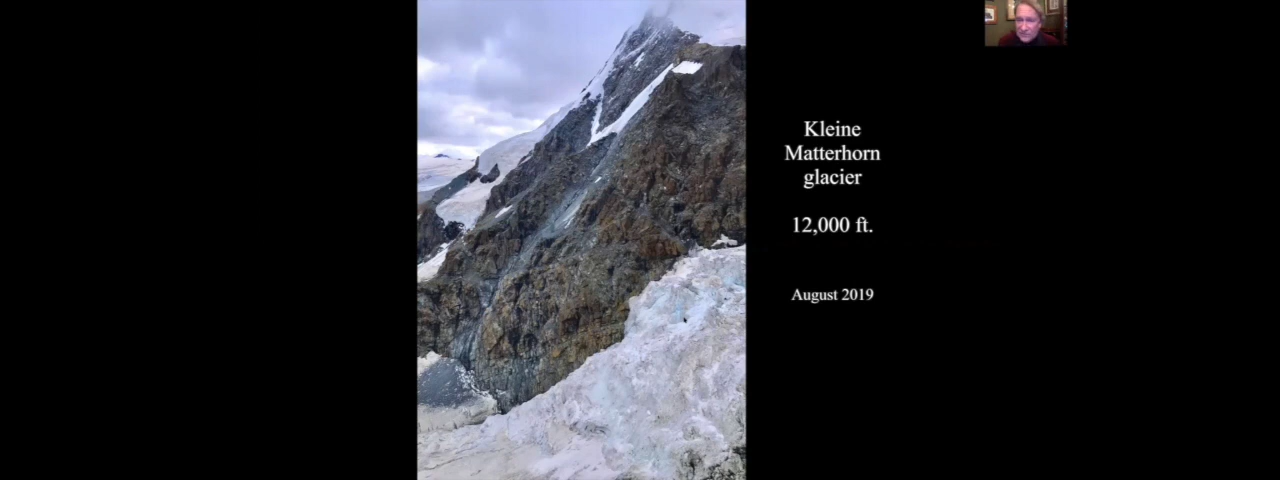 Kleine
Matterhorn
glacier
12,000 ft.
August 2019